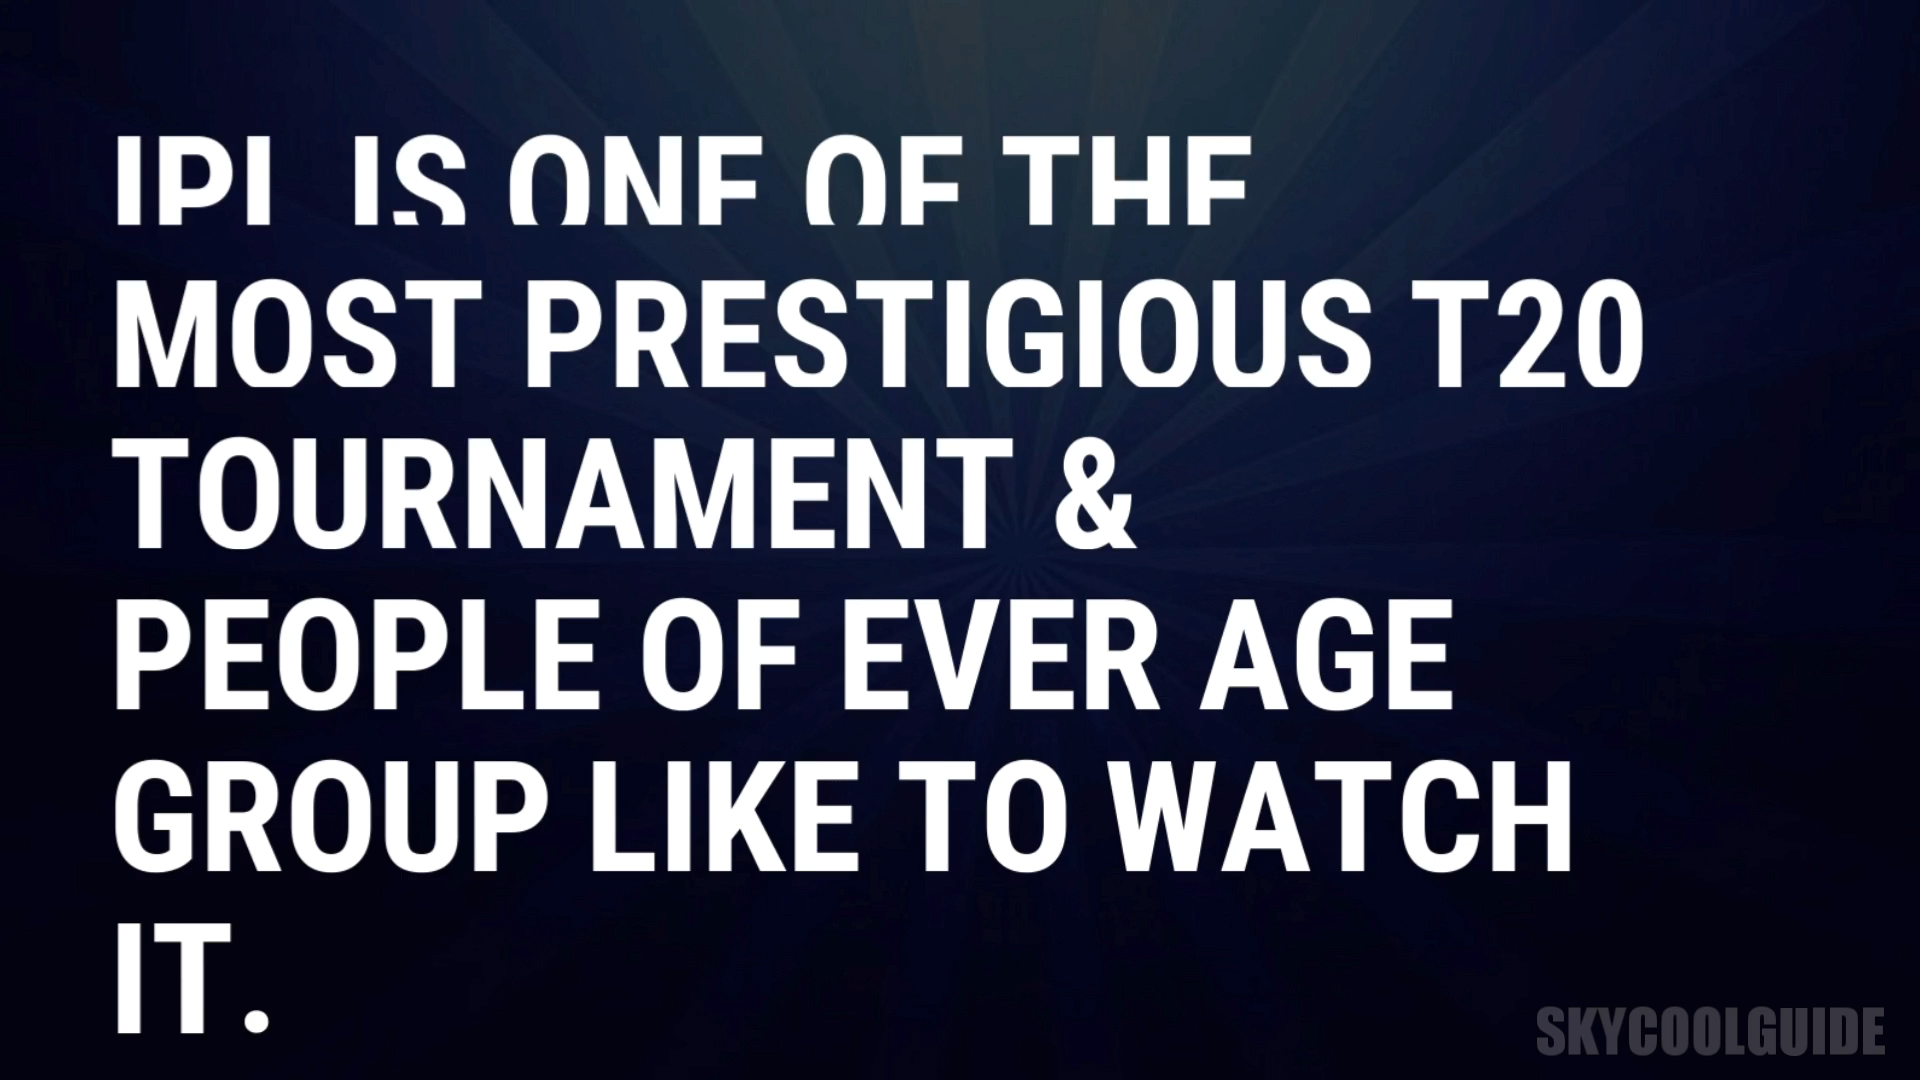 IPL IS ONE OF THE
MOST PRESTIGIOUS T20
TOURNAMENT &
PEOPLE OF EVER AGE
GROUP LIKE TO WATCH
IT.
SKYCOOLGUIDE